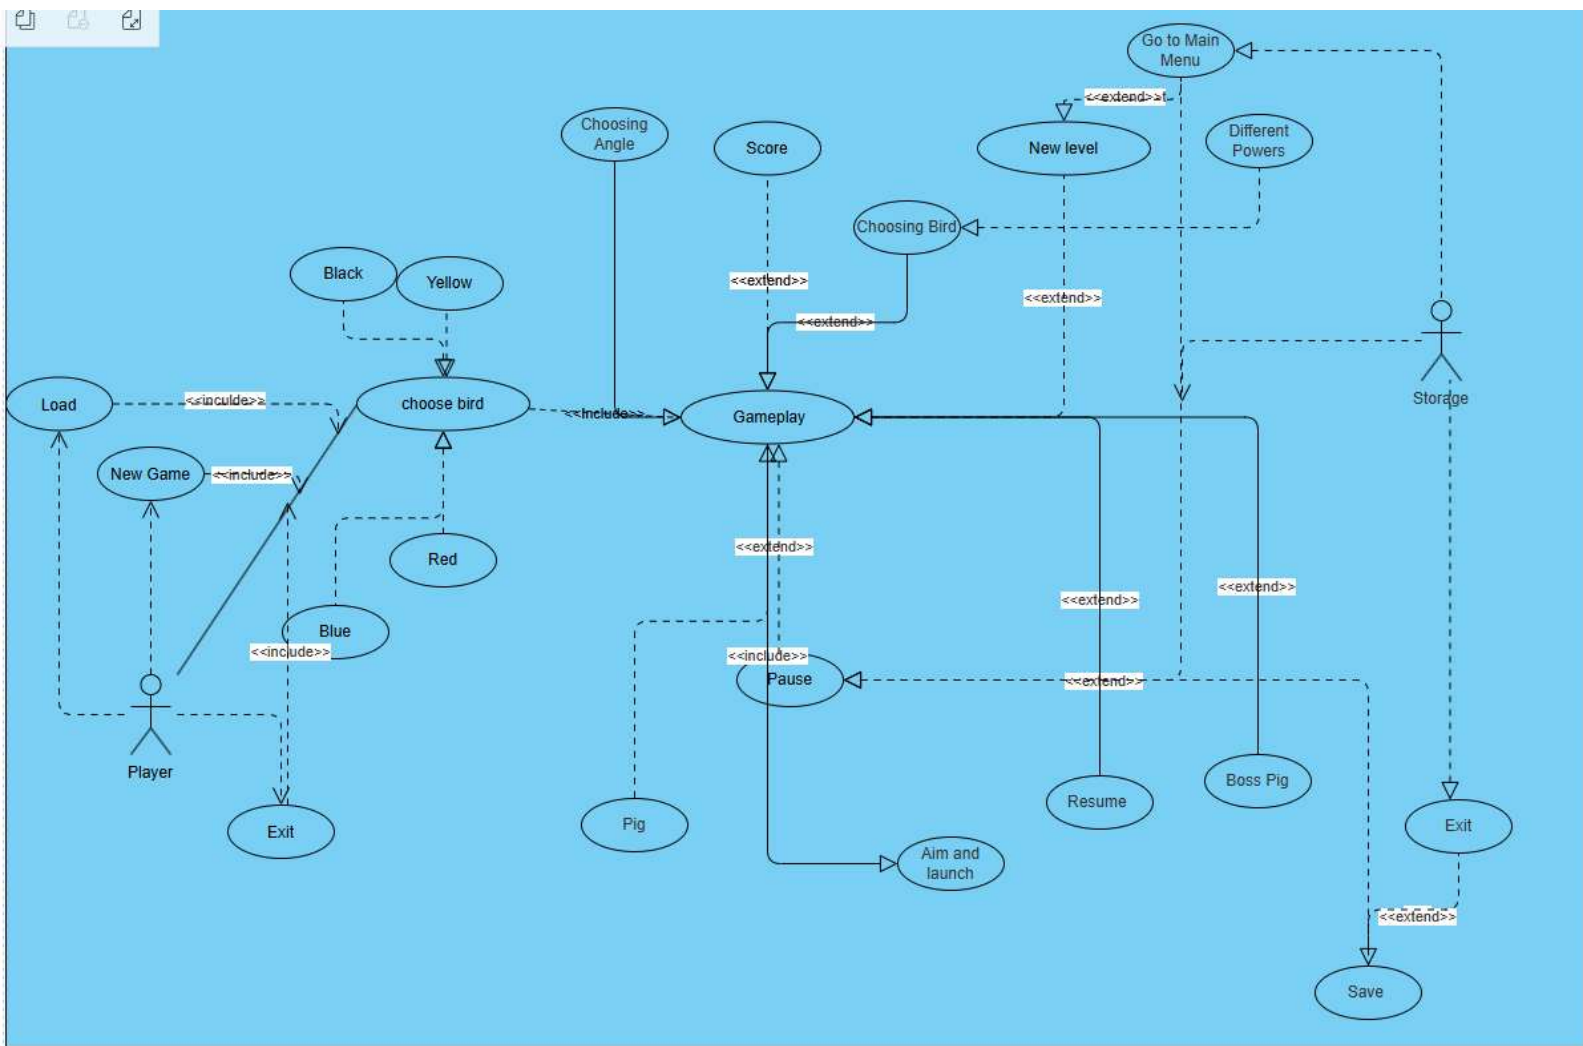 Go to Main
Menu
<<extend>>
Choosing
Angle
Score
New level
Different
Powers
Choosing Bird
Black
Yellow
<<extend>>
<<extend>>
<<extend>>
Load
<<inculde>>
choose bird
<<Include>>
Gameplay
Storage
New Game
<<include>>
Red
<<extend>>
<<extend>>
<<extend>>
Blue
<<include>>
<<include>>
Pause
<<extend>>
Player
Exit
Pig
Resume
Boss Pig
Exit
Aim and
launch
<<extend>>
Save